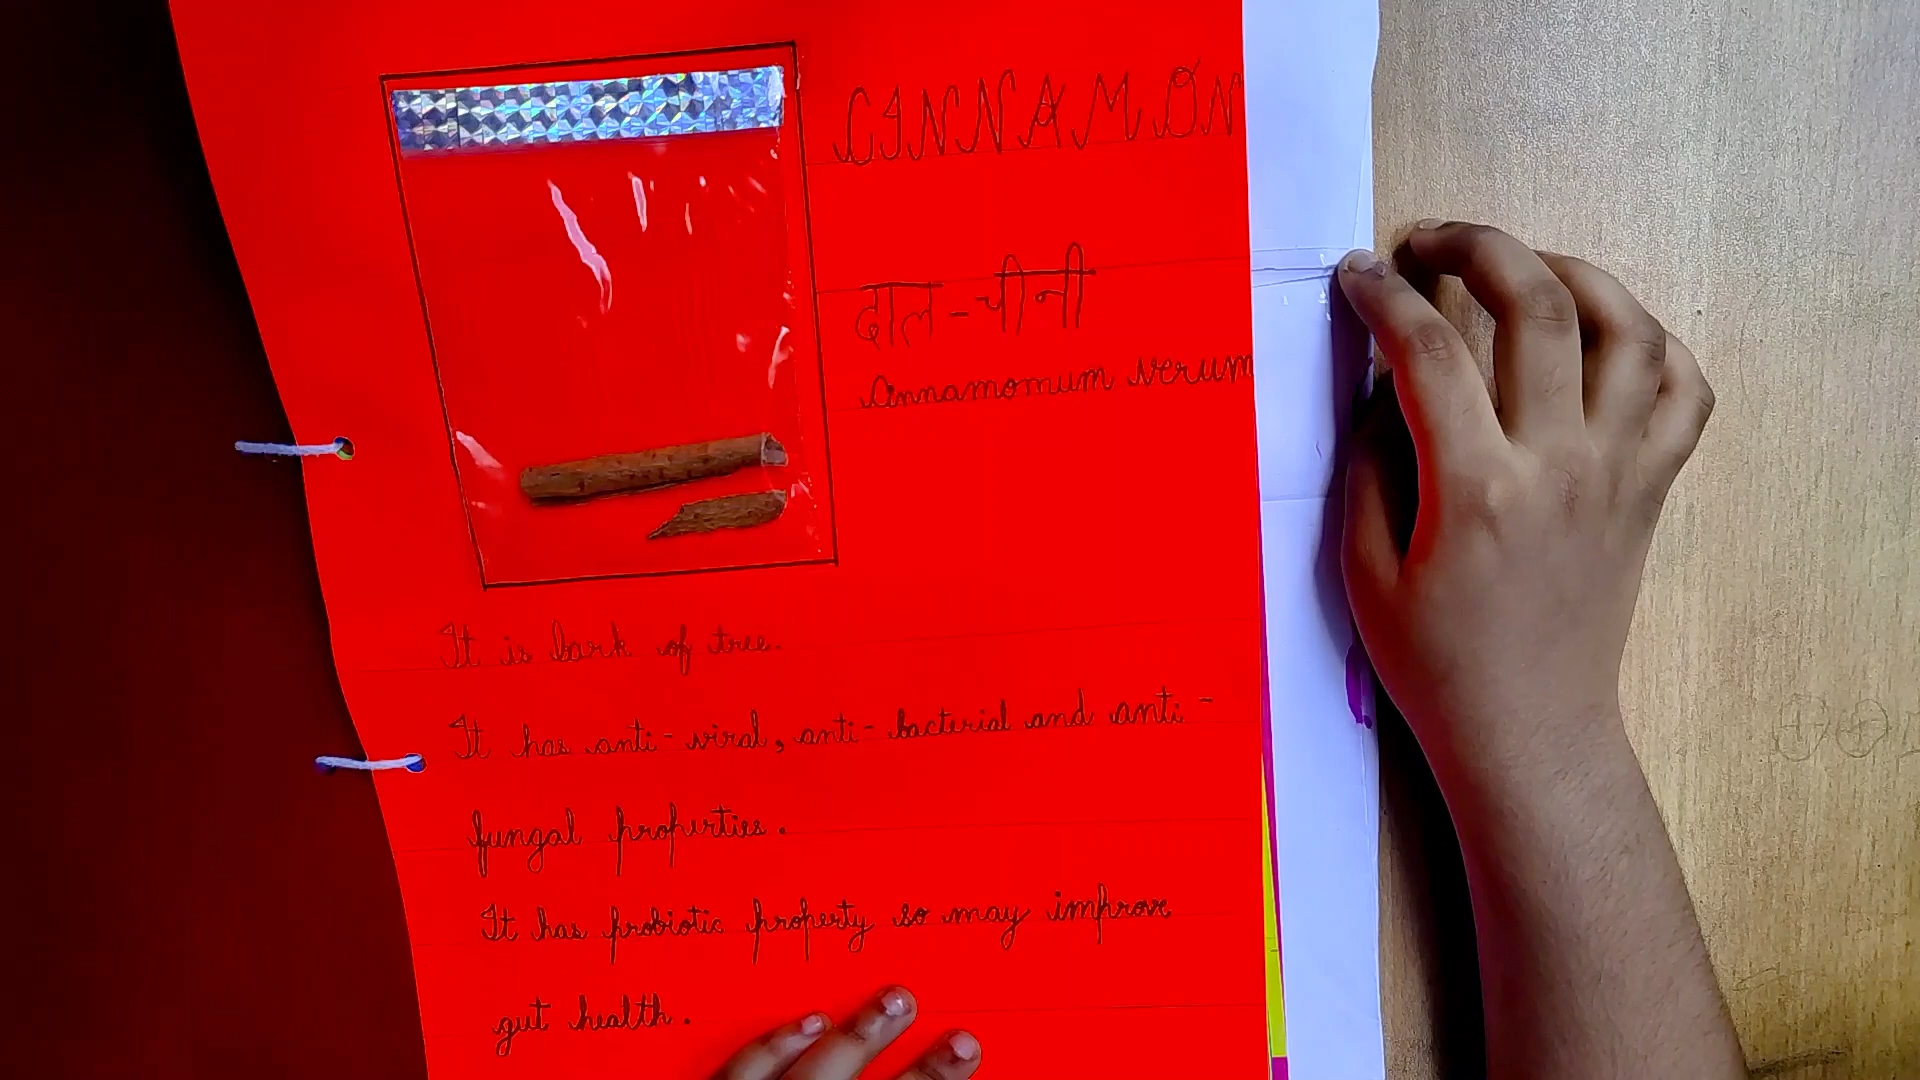 CINNAMON
दाल-चीनी
Cinnamomum verum
It is bark of tree.
It has anti-viral, anti-bacterial and anti-
fungal properties.
It has probiotic property so may improve
gut health.